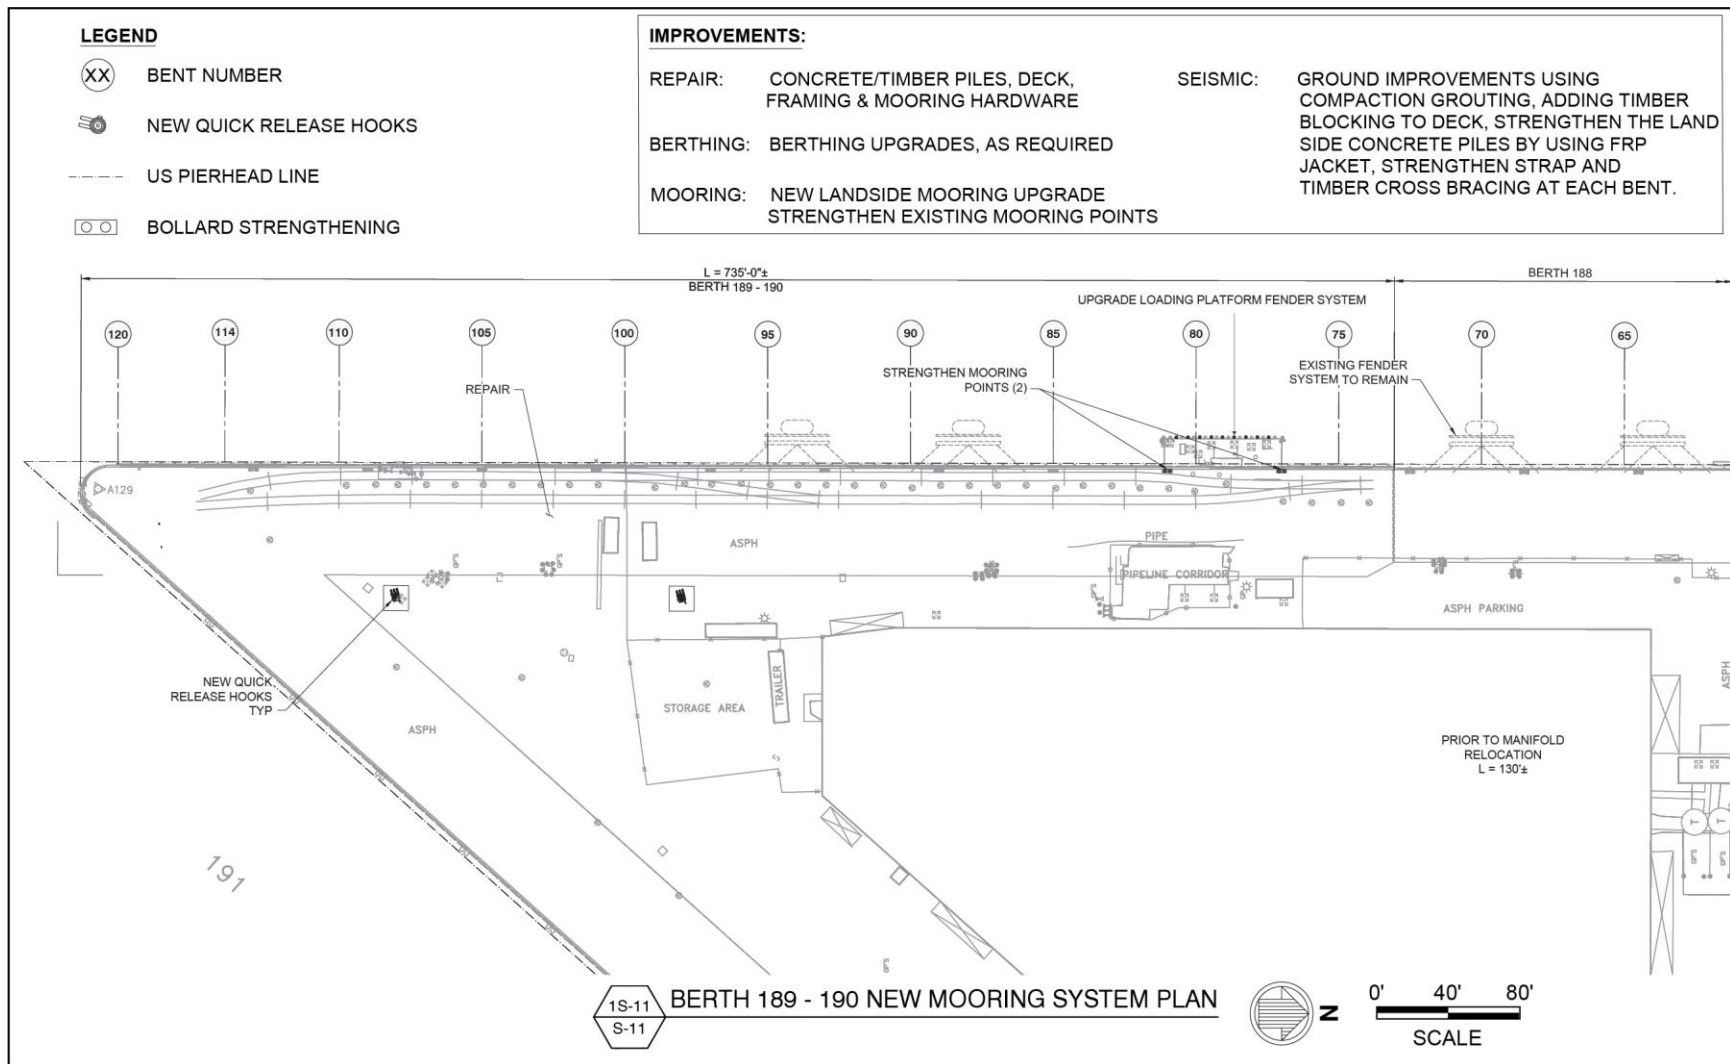 LEGEND
XX BENT NUMBER
NEW QUICK RELEASE HOOKS
US PIERHEAD LINE
BOLLARD STRENGTHENING
IMPROVEMENTS:
REPAIR: CONCRETE/TIMBER PILES, DECK,
FRAMING & MOORING HARDWARE
BERTHING: BERTHING UPGRADES, AS REQUIRED
MOORING: NEW LANDSIDE MOORING UPGRADE
STRENGTHEN EXISTING MOORING POINTS
SEISMIC: GROUND IMPROVEMENTS USING
COMPACTION GROUTING, ADDING TIMBER
BLOCKING TO DECK, STRENGTHEN THE LAND
SIDE CONCRETE PILES BY USING FRP
JACKET, STRENGTHEN STRAP AND
TIMBER CROSS BRACING AT EACH BENT.
L = 735'-0"±
BERTH 189 - 190
BERTH 188
UPGRADE LOADING PLATFORM FENDER SYSTEM
120 114 110 105 100 95 90 85 80 75 70 65
REPAIR
STRENGTHEN MOORING
POINTS (2)
EXISTING FENDER
SYSTEM TO REMAIN
A129
ASPH
PIPE
PIPELINE CORRIDOR
GP'S
GP'S
GP'S
ASPH PARKING
NEW QUICK
RELEASE HOOKS
TYP
ASPH
STORAGE AREA
TRAILER
ASPH
PRIOR TO MANIFOLD
RELOCATION
L = 130'±
T T
GP'S GP'S
191
GP'S
1S-11
S-11
BERTH 189 - 190 NEW MOORING SYSTEM PLAN
N
0' 40' 80'
SCALE